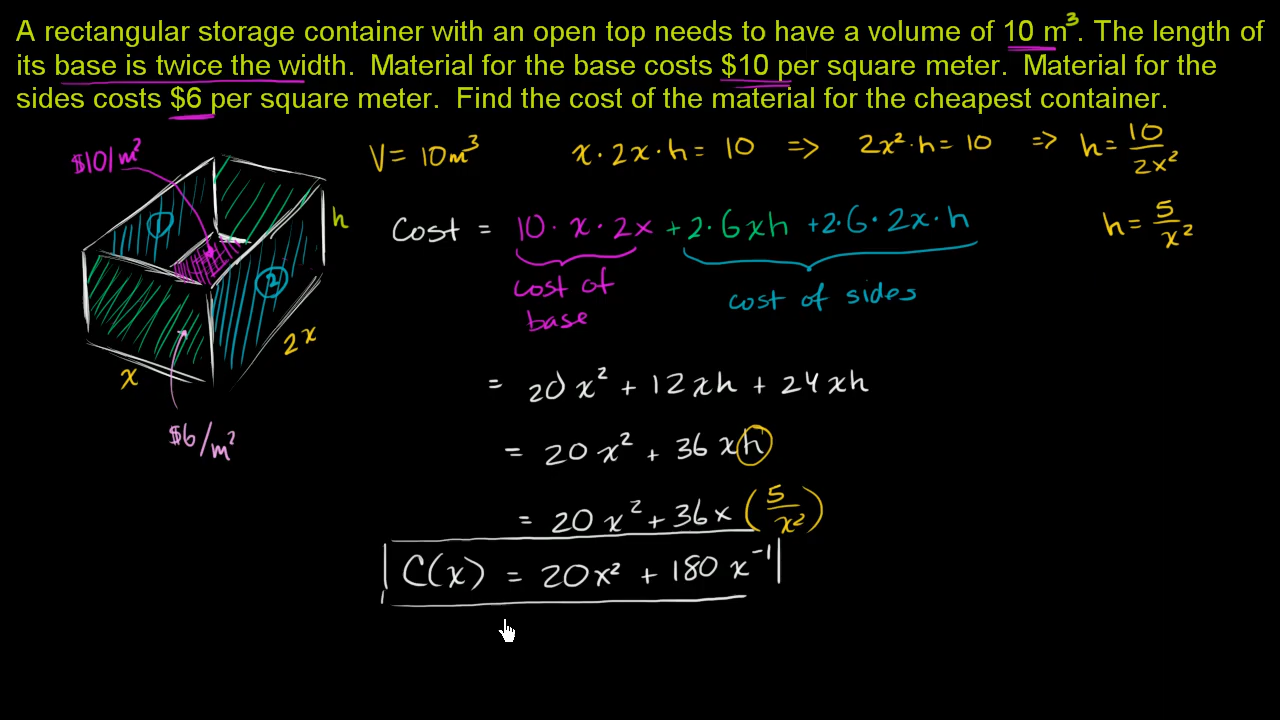 A rectangular storage container with an open top needs to have a volume of 10 m³. The length of
its base is twice the width. Material for the base costs $10 per square meter. Material for the
sides costs $6 per square meter. Find the cost of the material for the cheapest container.
$10/m²
① ②
h
2x
x
$6/m²
V = 10m³
x · 2x · h = 10 ⇒ 2x² · h = 10 ⇒ h = 10/2x²
h = 5/x²
Cost = 10 · x · 2x + 2 · 6xh + 2 · 6 · 2x · h
cost of
base
cost of sides
= 20x² + 12xh + 24xh
= 20x² + 36xh
= 20x² + 36x (5/x²)
C(x) = 20x² + 180x⁻¹